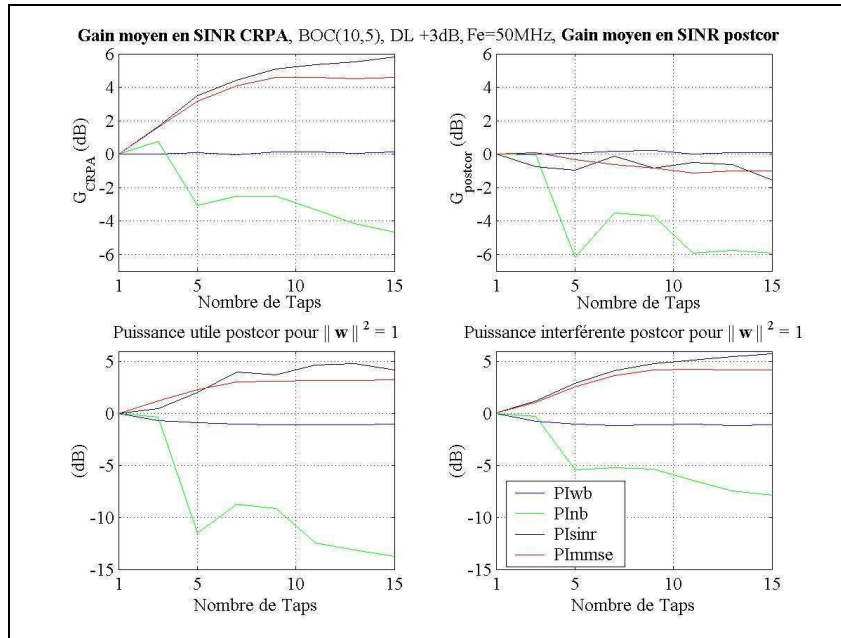 Gain moyen en SINR CRPA, BOC(10,5), DL +3dB, Fe=50MHz, Gain moyen en SINR postcor
6
4
2
0
-2
-4
-6
G_CRPA (dB)
1 5 10 15
Nombre de Taps
6
4
2
0
-2
-4
-6
G_postcor (dB)
1 5 10 15
Nombre de Taps
Puissance utile postcor pour || w || ² = 1
5
0
-5
-10
-15
(dB)
1 5 10 15
Nombre de Taps
Puissance interférente postcor pour || w || ² = 1
5
0
-5
-10
-15
(dB)
PIwb
PInb
PIsinr
PImmse
1 5 10 15
Nombre de Taps